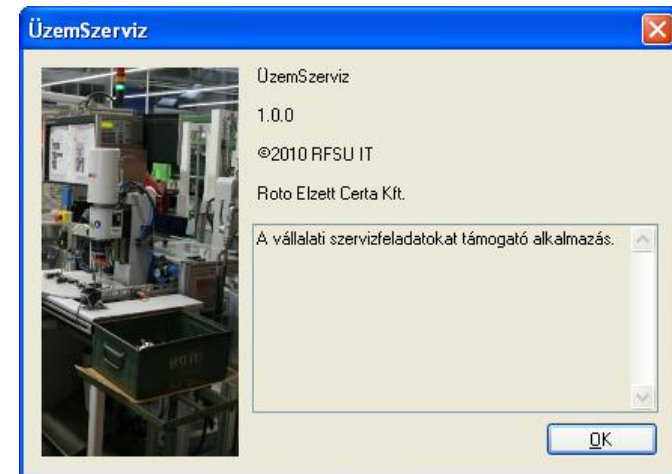 ÜzemSzerviz
ÜzemSzerviz
1.0.0
©2010 RFSU IT
Roto Elzett Certa Kft.
A vállalati szervizfeladatokat támogató alkalmazás.
OK